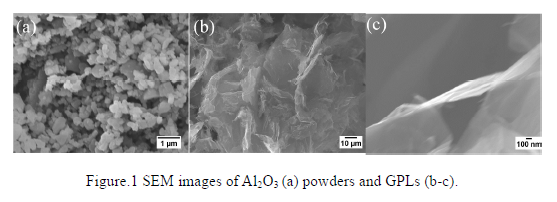 (a) (b) (c)
1 μm 10 μm 100 nm
Figure.1 SEM images of Al₂O₃ (a) powders and GPLs (b-c).